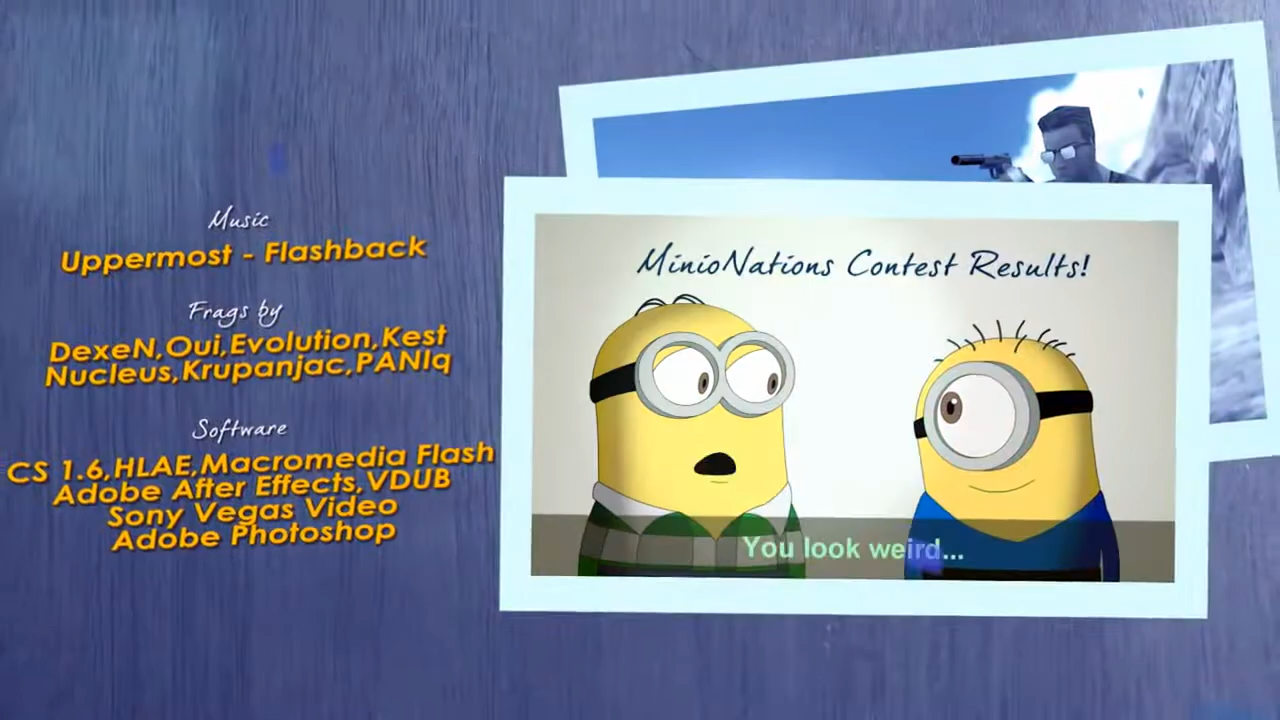 Music
Uppermost - Flashback
Frags by
DexeN,Oui,Evolution,Kest
Nucleus,Krupanjac,PANIq
Software
CS 1.6,HLAE,Macromedia Flash
Adobe After Effects,VDUB
Sony Vegas Video
Adobe Photoshop
MinioNations Contest Results!
You look weird...